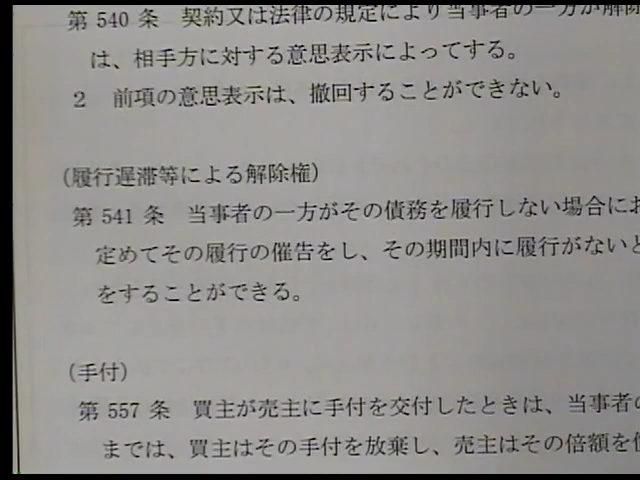 第 540 条　契約又は法律の規定により当事者の一方が解除
は、相手方に対する意思表示によってする。
2　前項の意思表示は、撤回することができない。
(履行遅滞等による解除権)
第 541 条　当事者の一方がその債務を履行しない場合にお
定めてその履行の催告をし、その期間内に履行がないと
をすることができる。
(手付)
第 557 条　買主が売主に手付を交付したときは、当事者の
までは、買主はその手付を放棄し、売主はその倍額を